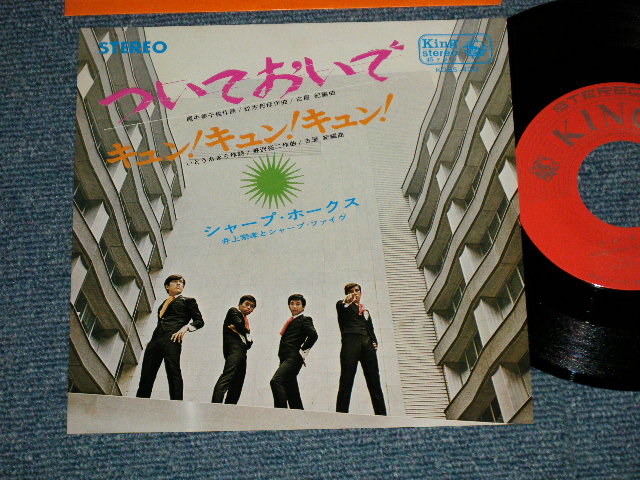 STEREO
King
stereo
ついておいで
キュン!キュン!キュン!
シャープ・ホークス
井上宗孝とシャープ・ファイヴ
STEREO
KING